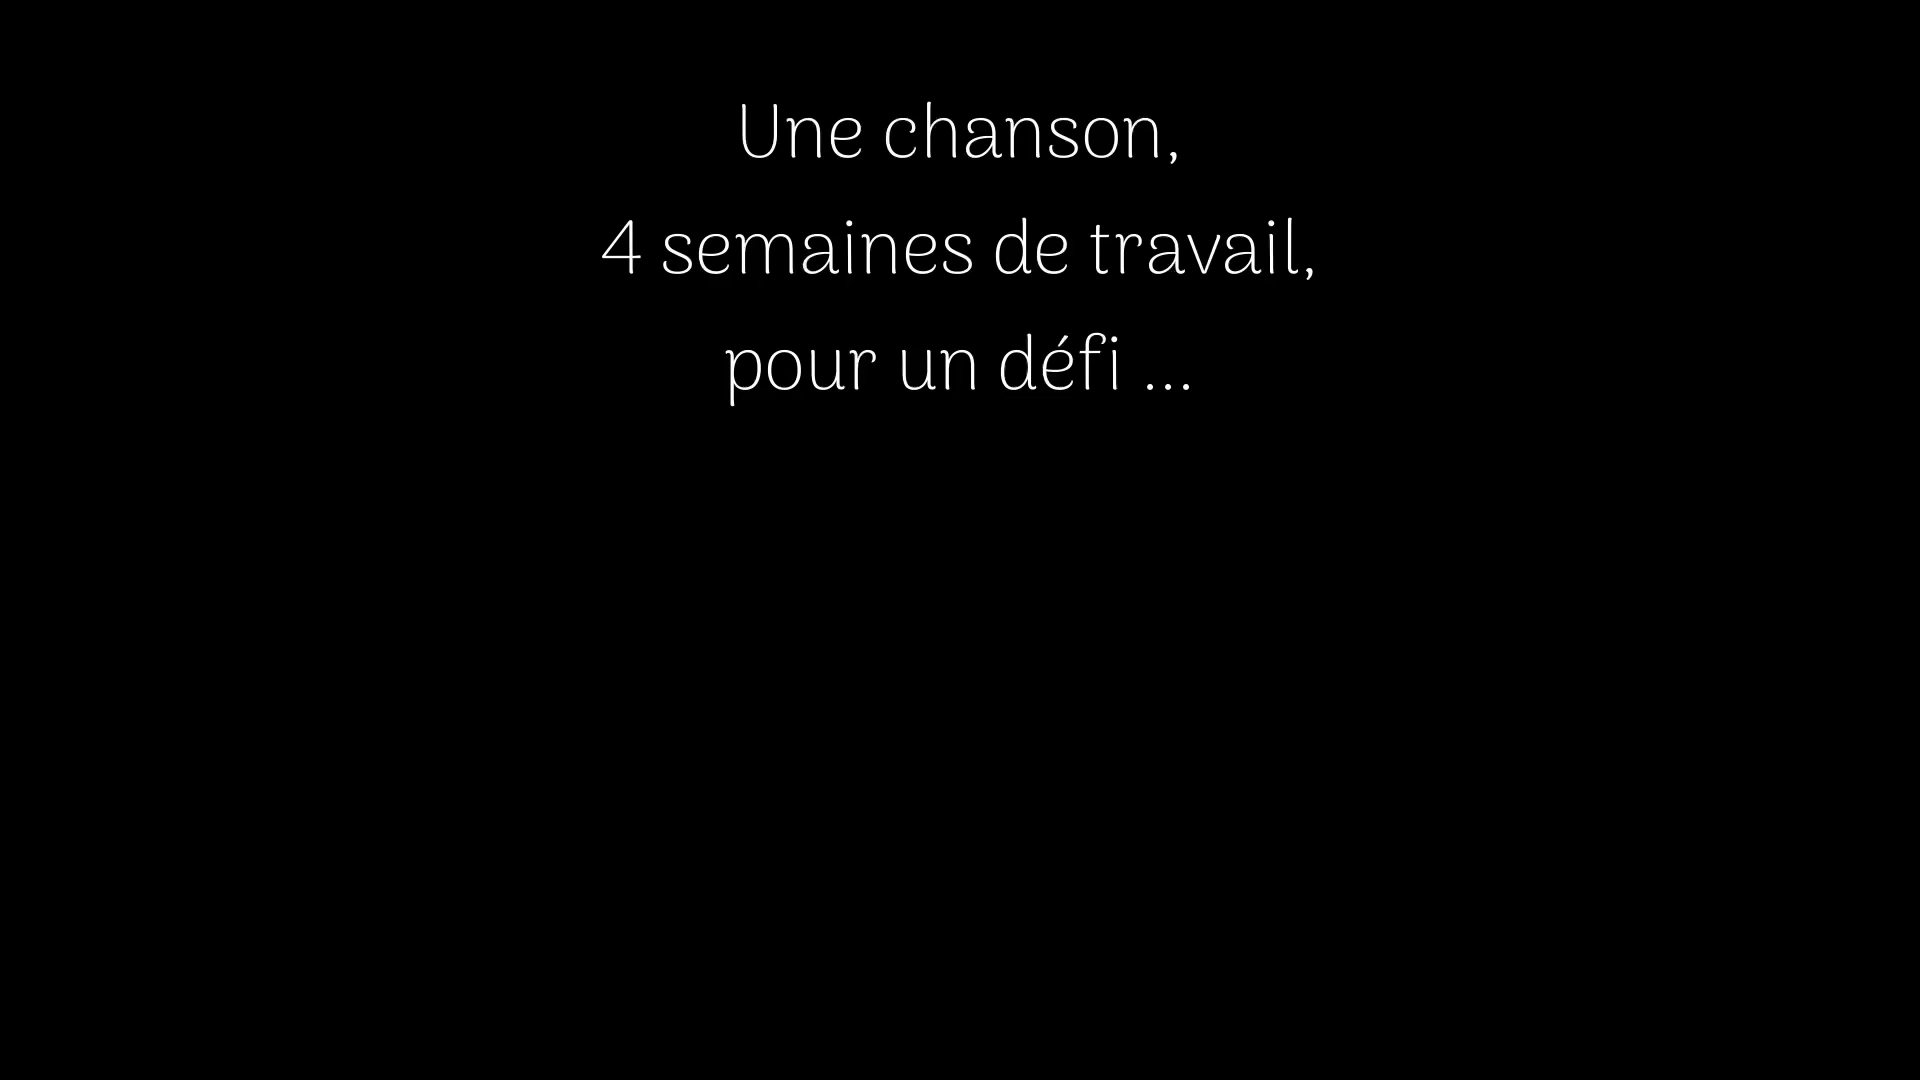 Une chanson,
4 semaines de travail,
pour un défi ...